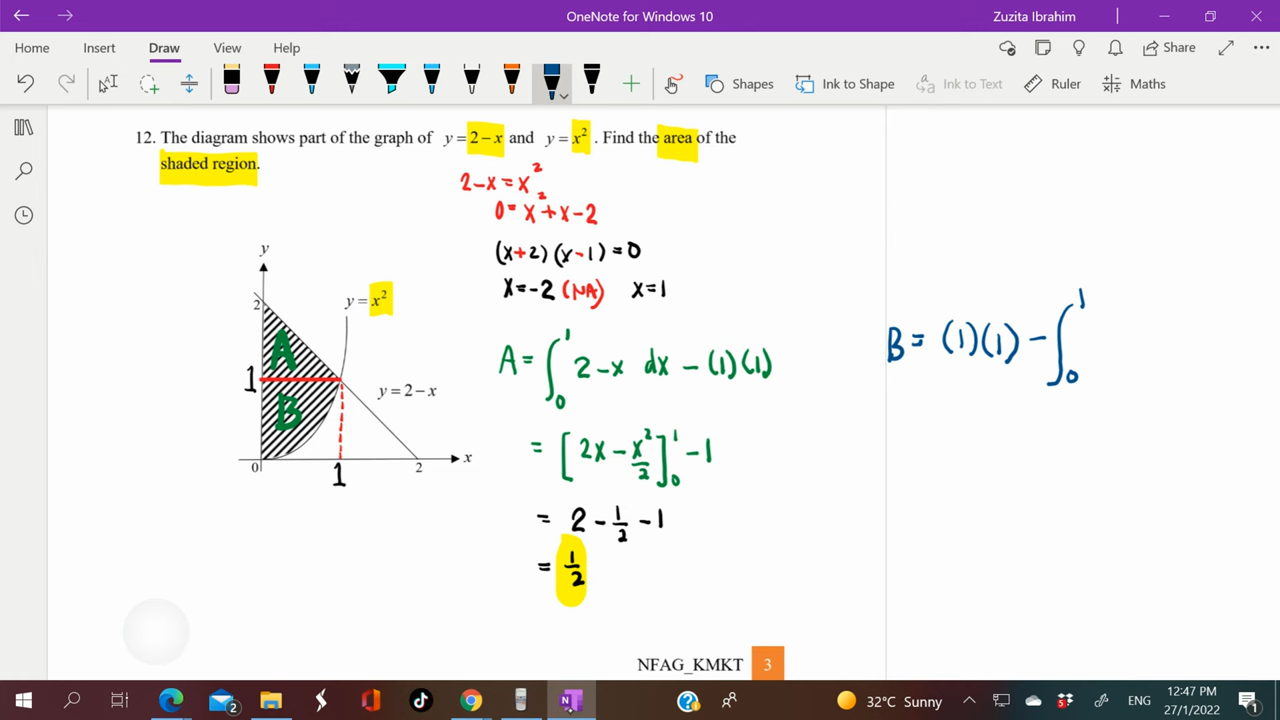 OneNote for Windows 10
Zuzita Ibrahim
Home Insert Draw View Help
Share
Shapes Ink to Shape Ink to Text Ruler Maths
12. The diagram shows part of the graph of y = 2 − x and y = x². Find the area of the
shaded region.
2-x = x²
0 = x² + x - 2
(x+2)(x-1) = 0
x = -2 (NA) x = 1
y
2
y = x²
A
1
B
y = 2 − x
0
1
2
x
A = ∫₀¹ 2-x dx - (1)(1)
= [2x - x²/2]₀¹ - 1
= 2 - 1/2 - 1
= 1/2
B = (1)(1) - ∫₀¹
NFAG_KMKT 3
2
5
32°C Sunny
ENG
12:47 PM
27/1/2022
1